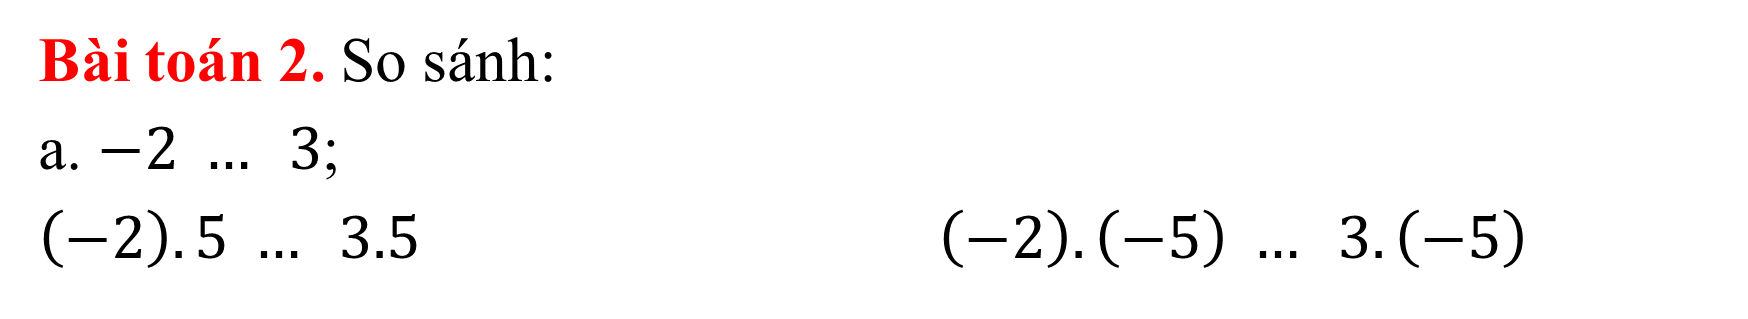 Bài toán 2. So sánh:
a. −2 ... 3;
(−2). 5 ... 3.5 (−2). (−5) ... 3. (−5)